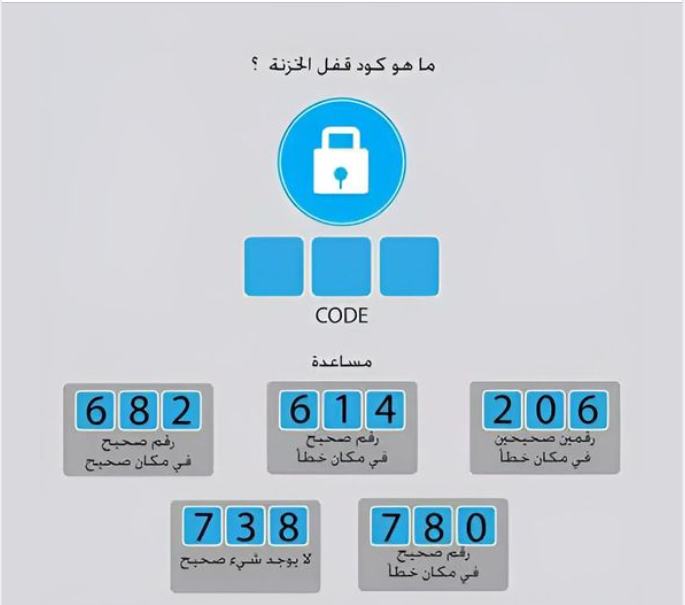 ما هو كود قفل الخزنة ؟
CODE
مساعدة
682
رقم صحيح
في مكان صحيح
614
رقم صحيح
في مكان خطأ
206
رقمين صحيحين
في مكان خطأ
738
لا يوجد شيء صحيح
780
رقم صحيح
في مكان خطأ